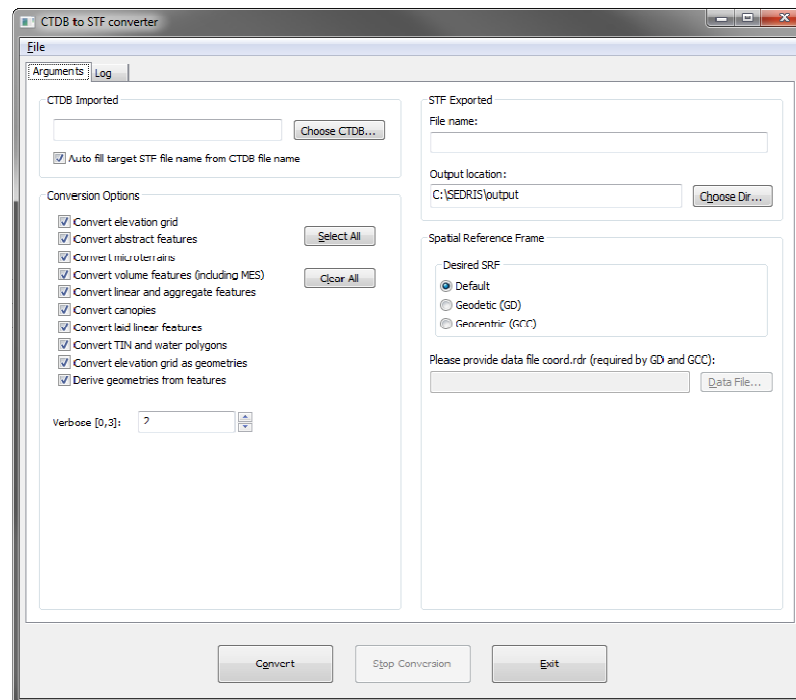 CTDB to STF converter
File
Arguments
Log
CTDB Imported
Choose CTDB...
Auto fill target STF file name from CTDB file name
Conversion Options
Convert elevation grid
Convert abstract features
Convert microterrains
Convert volume features (including MES)
Convert linear and aggregate features
Convert canopies
Convert laid linear features
Convert TIN and water polygons
Convert elevation grid as geometries
Derive geometries from features
Select All
Clear All
Verbose [0,3]:
2
STF Exported
File name:
Output location:
C:\SEDRIS\output
Choose Dir...
Spatial Reference Frame
Desired SRF
Default
Geodetic (GD)
Geocentric (GCC)
Please provide data file coord.rdr (required by GD and GCC):
Data File...
Convert
Stop Conversion
Exit